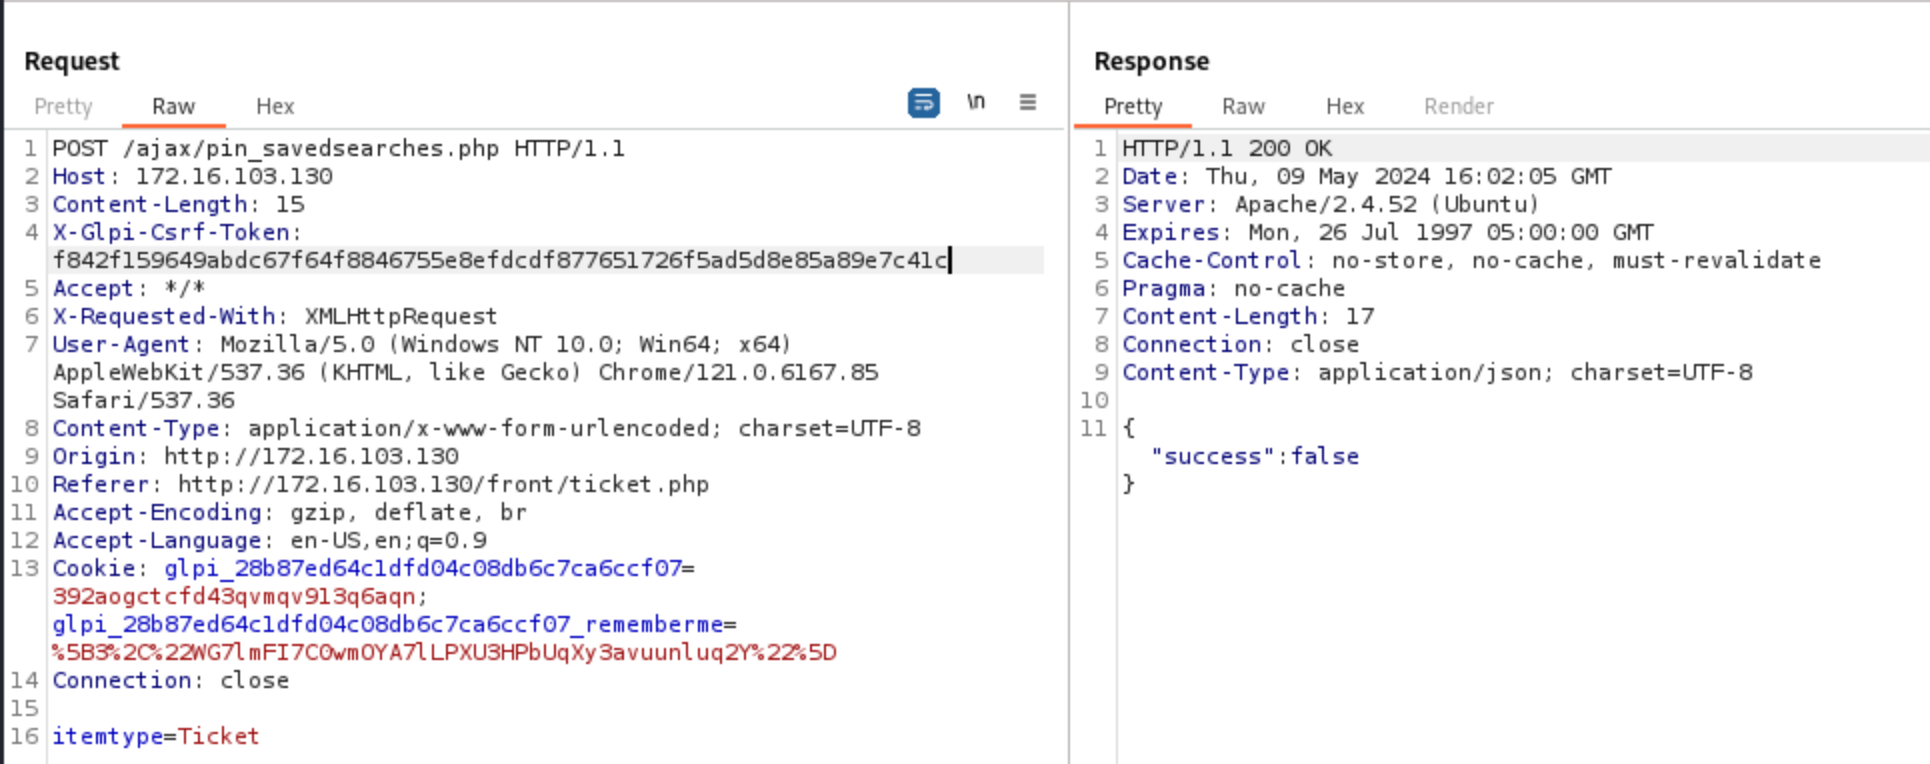 Request
Pretty Raw Hex
\n
1 POST /ajax/pin_savedsearches.php HTTP/1.1
2 Host: 172.16.103.130
3 Content-Length: 15
4 X-Glpi-Csrf-Token:
f842f159649abdc67f64f8846755e8efdcdf877651726f5ad5d8e85a89e7c41c
5 Accept: */*
6 X-Requested-With: XMLHttpRequest
7 User-Agent: Mozilla/5.0 (Windows NT 10.0; Win64; x64)
AppleWebKit/537.36 (KHTML, like Gecko) Chrome/121.0.6167.85
Safari/537.36
8 Content-Type: application/x-www-form-urlencoded; charset=UTF-8
9 Origin: http://172.16.103.130
10 Referer: http://172.16.103.130/front/ticket.php
11 Accept-Encoding: gzip, deflate, br
12 Accept-Language: en-US,en;q=0.9
13 Cookie: glpi_28b87ed64c1dfd04c08db6c7ca6ccf07=
392aogctcfd43qvmqv913q6aqn;
glpi_28b87ed64c1dfd04c08db6c7ca6ccf07_rememberme=
%5B3%2C%22WG7lmFI7C0wmOYA7lLPXU3HPbUqXy3avuunluq2Y%22%5D
14 Connection: close
15
16 itemtype=Ticket
Response
Pretty Raw Hex Render
1 HTTP/1.1 200 OK
2 Date: Thu, 09 May 2024 16:02:05 GMT
3 Server: Apache/2.4.52 (Ubuntu)
4 Expires: Mon, 26 Jul 1997 05:00:00 GMT
5 Cache-Control: no-store, no-cache, must-revalidate
6 Pragma: no-cache
7 Content-Length: 17
8 Connection: close
9 Content-Type: application/json; charset=UTF-8
10
11 {
"success":false
}